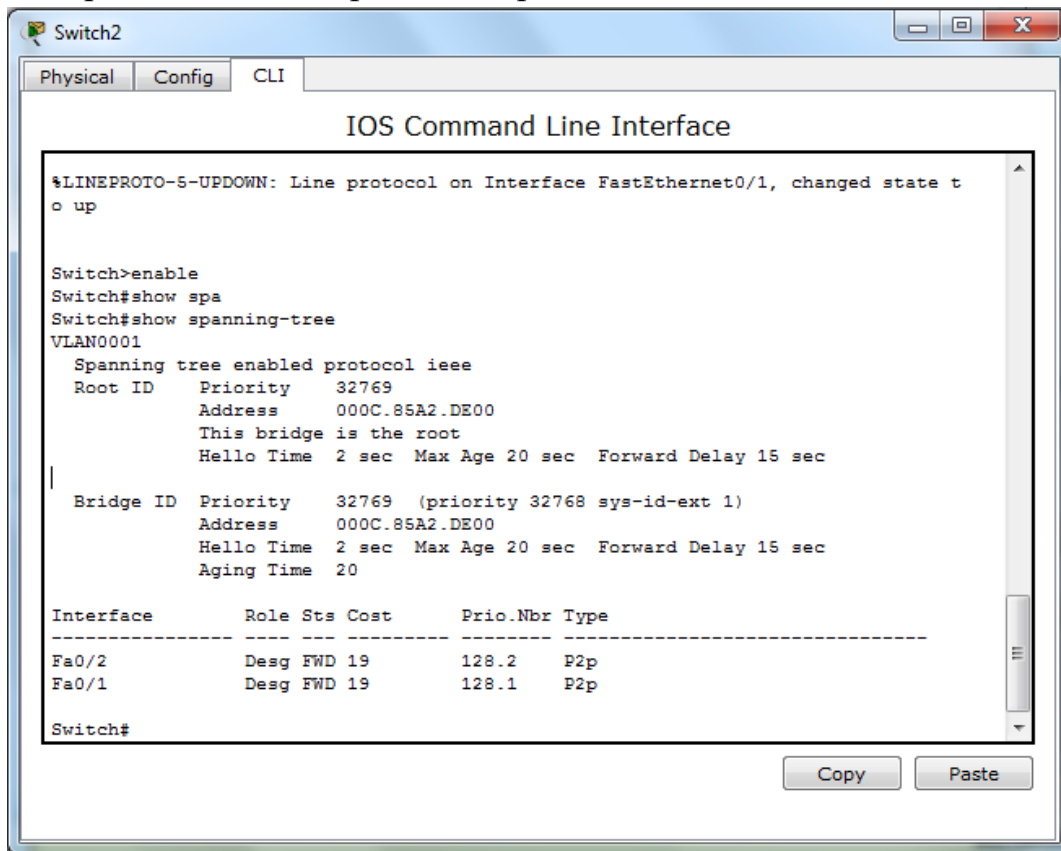 Switch2
Physical Config CLI
IOS Command Line Interface
%LINEPROTO-5-UPDOWN: Line protocol on Interface FastEthernet0/1, changed state t
o up
Switch>enable
Switch#show spa
Switch#show spanning-tree
VLAN0001
Spanning tree enabled protocol ieee
Root ID Priority 32769
Address 000C.85A2.DE00
This bridge is the root
Hello Time 2 sec Max Age 20 sec Forward Delay 15 sec
Bridge ID Priority 32769 (priority 32768 sys-id-ext 1)
Address 000C.85A2.DE00
Hello Time 2 sec Max Age 20 sec Forward Delay 15 sec
Aging Time 20
Interface Role Sts Cost Prio.Nbr Type
---------------- ---- --- --------- -------- --------------------------------
Fa0/2 Desg FWD 19 128.2 P2p
Fa0/1 Desg FWD 19 128.1 P2p
Switch#
Copy Paste